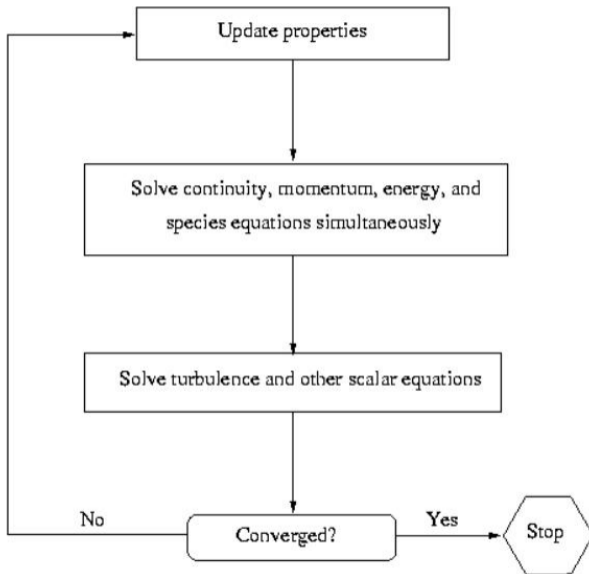 Update properties
Solve continuity, momentum, energy, and
species equations simultaneously
Solve turbulence and other scalar equations
No
Converged?
Yes
Stop